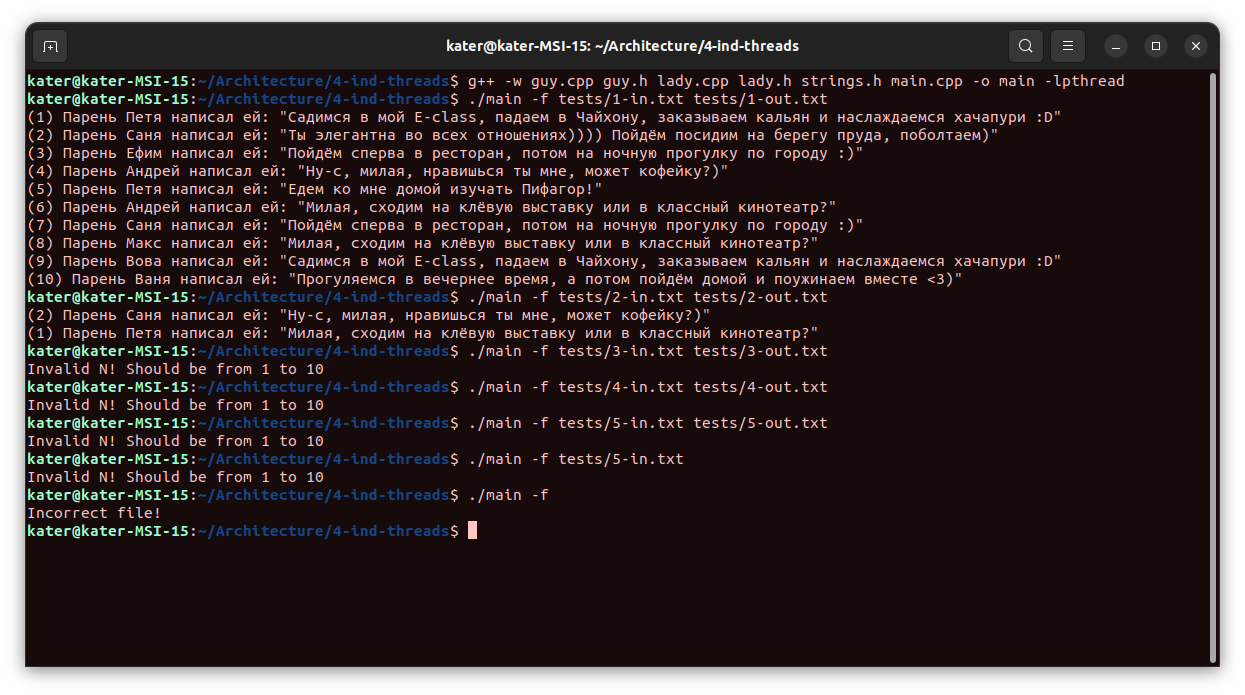 kater@kater-MSI-15: ~/Architecture/4-ind-threads
kater@kater-MSI-15:~/Architecture/4-ind-threads$ g++ -w guy.cpp guy.h lady.cpp lady.h strings.h main.cpp -o main -lpthread
kater@kater-MSI-15:~/Architecture/4-ind-threads$ ./main -f tests/1-in.txt tests/1-out.txt
(1) Парень Петя написал ей: "Садимся в мой E-class, падаем в Чайхону, заказываем кальян и наслаждаемся хачапури :D"
(2) Парень Саня написал ей: "Ты элегантна во всех отношениях)))) Пойдём посидим на берегу пруда, поболтаем)"
(3) Парень Ефим написал ей: "Пойдём сперва в ресторан, потом на ночную прогулку по городу :)"
(4) Парень Андрей написал ей: "Ну-с, милая, нравишься ты мне, может кофейку?)"
(5) Парень Петя написал ей: "Едем ко мне домой изучать Пифагор!"
(6) Парень Андрей написал ей: "Милая, сходим на клёвую выставку или в классный кинотеатр?"
(7) Парень Саня написал ей: "Пойдём сперва в ресторан, потом на ночную прогулку по городу :)"
(8) Парень Макс написал ей: "Милая, сходим на клёвую выставку или в классный кинотеатр?"
(9) Парень Вова написал ей: "Садимся в мой E-class, падаем в Чайхону, заказываем кальян и наслаждаемся хачапури :D"
(10) Парень Ваня написал ей: "Прогуляемся в вечернее время, а потом пойдём домой и поужинаем вместе <3)"
kater@kater-MSI-15:~/Architecture/4-ind-threads$ ./main -f tests/2-in.txt tests/2-out.txt
(2) Парень Саня написал ей: "Ну-с, милая, нравишься ты мне, может кофейку?)"
(1) Парень Петя написал ей: "Милая, сходим на клёвую выставку или в классный кинотеатр?"
kater@kater-MSI-15:~/Architecture/4-ind-threads$ ./main -f tests/3-in.txt tests/3-out.txt
Invalid N! Should be from 1 to 10
kater@kater-MSI-15:~/Architecture/4-ind-threads$ ./main -f tests/4-in.txt tests/4-out.txt
Invalid N! Should be from 1 to 10
kater@kater-MSI-15:~/Architecture/4-ind-threads$ ./main -f tests/5-in.txt tests/5-out.txt
Invalid N! Should be from 1 to 10
kater@kater-MSI-15:~/Architecture/4-ind-threads$ ./main -f tests/5-in.txt
Invalid N! Should be from 1 to 10
kater@kater-MSI-15:~/Architecture/4-ind-threads$ ./main -f
Incorrect file!
kater@kater-MSI-15:~/Architecture/4-ind-threads$